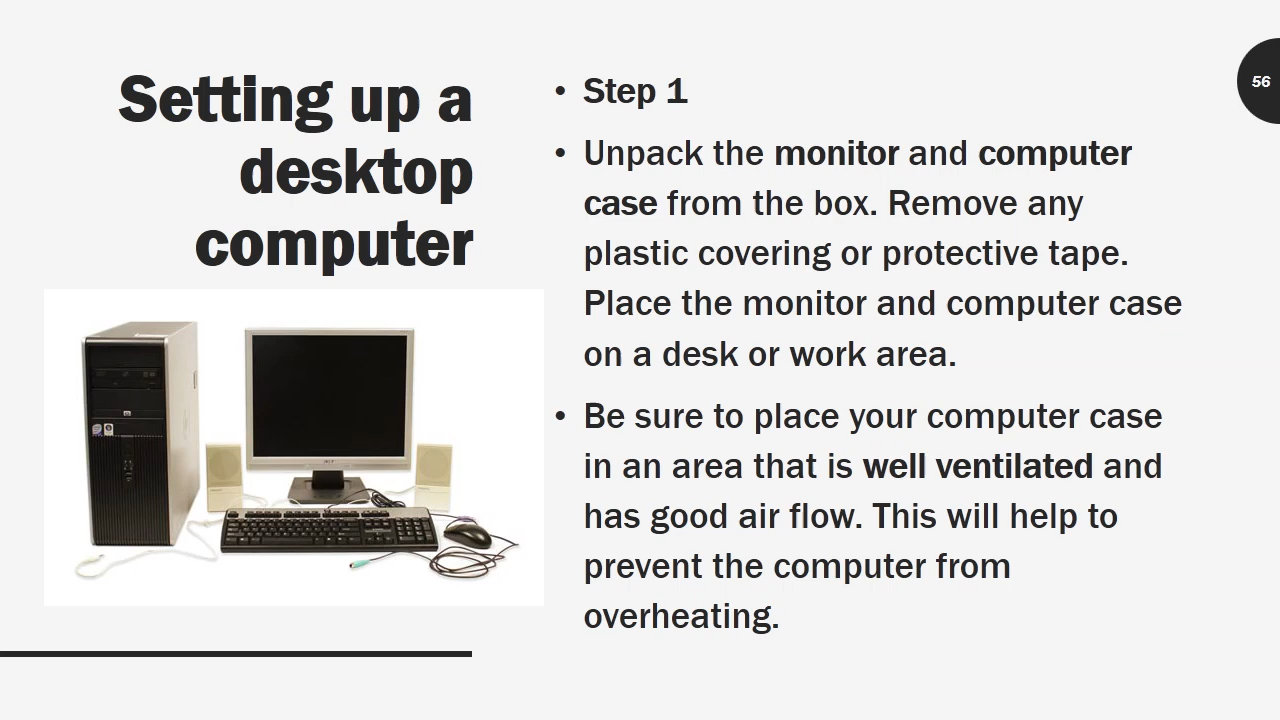 Setting up a
desktop
computer
• Step 1
• Unpack the monitor and computer
case from the box. Remove any
plastic covering or protective tape.
Place the monitor and computer case
on a desk or work area.
• Be sure to place your computer case
in an area that is well ventilated and
has good air flow. This will help to
prevent the computer from
overheating.
56